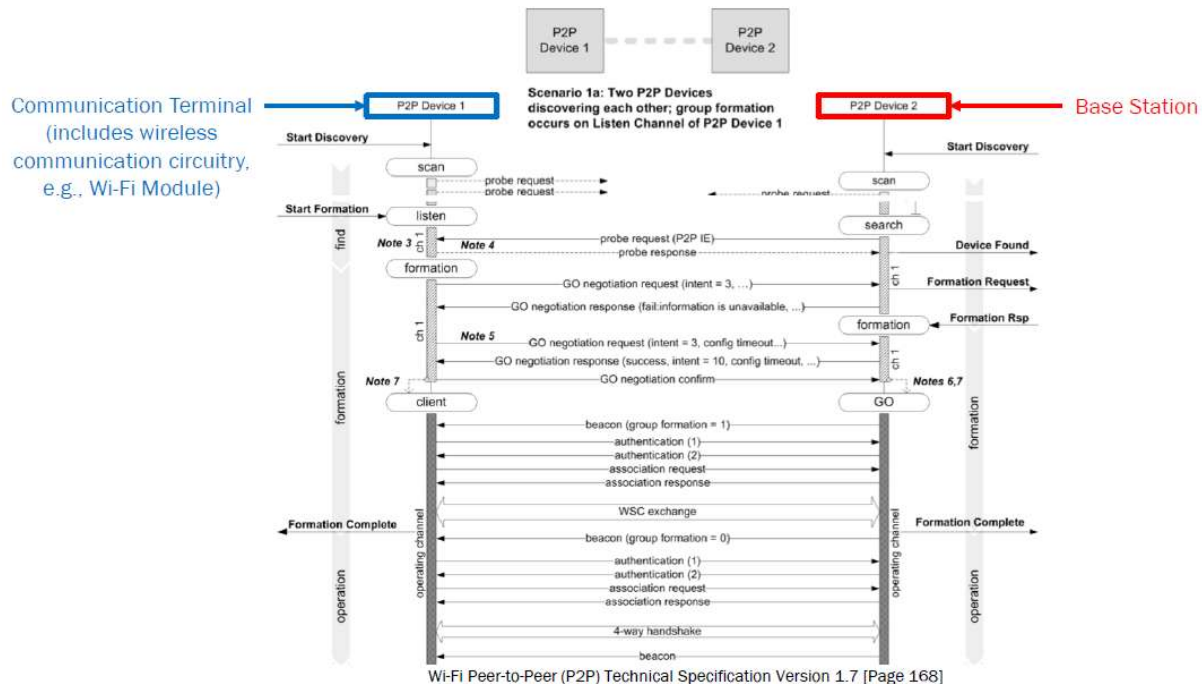 P2P
Device 1
P2P
Device 2
Scenario 1a: Two P2P Devices
discovering each other; group formation
occurs on Listen Channel of P2P Device 1
Communication Terminal
(includes wireless
communication circuitry,
e.g., Wi-Fi Module)
P2P Device 1
P2P Device 2
Base Station
Start Discovery
Start Discovery
scan
scan
probe request
probe request
probe request
Start Formation
listen
search
find
Note 3
ch 1
Note 4
probe request (P2P IE)
probe response
Device Found
formation
ch 1
GO negotiation request (intent = 3, ...)
Formation Request
GO negotiation response (fail:information is unavailable, ...)
formation
Formation Rsp
ch 1
Note 5
GO negotiation request (intent = 3, config timeout...)
GO negotiation response (success, intent = 10, config timeout, ...)
ch 1
Note 7
GO negotiation confirm
Notes 6,7
client
GO
formation
formation
beacon (group formation = 1)
authentication (1)
authentication (2)
association request
association response
WSC exchange
Formation Complete
Formation Complete
operating channel
operating channel
beacon (group formation = 0)
authentication (1)
authentication (2)
association request
association response
operation
operation
4-way handshake
beacon
Wi-Fi Peer-to-Peer (P2P) Technical Specification Version 1.7 [Page 168]